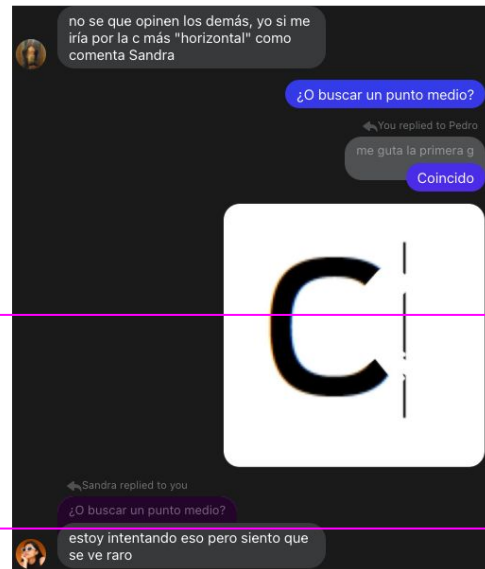 no se que opinen los demás, yo si me
iría por la c más "horizontal" como
comenta Sandra
¿O buscar un punto medio?
You replied to Pedro
me guta la primera g
Coincido
C
Sandra replied to you
¿O buscar un punto medio?
estoy intentando eso pero siento que
se ve raro